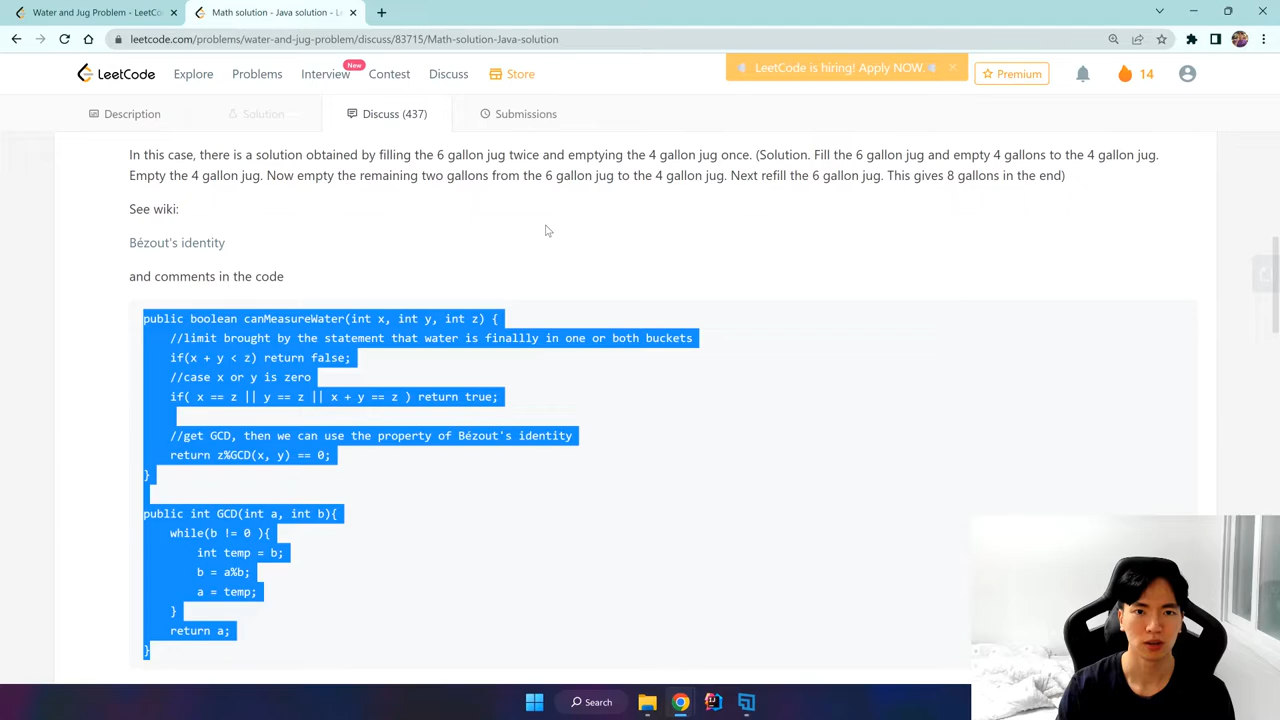 Water and Jug Problem - LeetCo
Math solution - Java solution - L
leetcode.com/problems/water-and-jug-problem/discuss/83715/Math-solution-Java-solution
LeetCode
Explore
Problems
Interview
New
Contest
Discuss
Store
LeetCode is hiring! Apply NOW.
Premium
14
Description
Solution
Discuss (437)
Submissions
In this case, there is a solution obtained by filling the 6 gallon jug twice and emptying the 4 gallon jug once. (Solution. Fill the 6 gallon jug and empty 4 gallons to the 4 gallon jug.
Empty the 4 gallon jug. Now empty the remaining two gallons from the 6 gallon jug to the 4 gallon jug. Next refill the 6 gallon jug. This gives 8 gallons in the end)
See wiki:
Bézout's identity
and comments in the code
public boolean canMeasureWater(int x, int y, int z) {
//limit brought by the statement that water is finallly in one or both buckets
if(x + y < z) return false;
//case x or y is zero
if( x == z || y == z || x + y == z ) return true;
//get GCD, then we can use the property of Bézout's identity
return z%GCD(x, y) == 0;
}
public int GCD(int a, int b){
while(b != 0 ){
int temp = b;
b = a%b;
a = temp;
}
return a;
}
Search